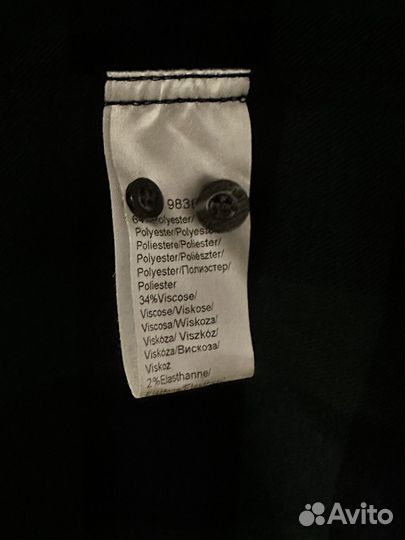 983
Polyester/
Polyester/Polyester/
Poliestere/Poliester/
Polyester/Poliészter/
Polyester/Полиэстер/
Poliester
34%Viscose/
Viscose/Viskose/
Viscosa/Wiskoza/
Viskóza/ Viszkóz/
Viskóza/Вискоза/
Viskoz
2%Elasthanne/
Avito